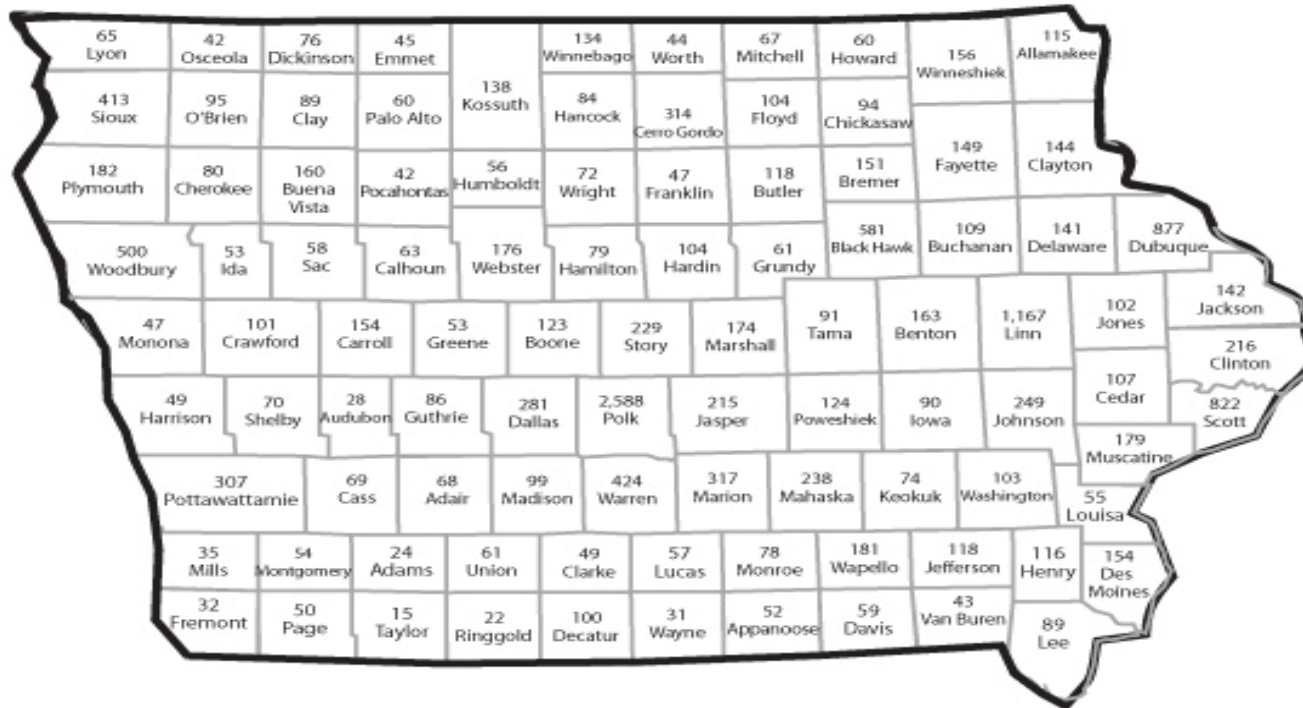 65
Lyon
42
Osceola
76
Dickinson
45
Emmet
138
Kossuth
134
Winnebago
44
Worth
67
Mitchell
60
Howard
156
Winneshiek
115
Allamakee
413
Sioux
95
O'Brien
89
Clay
60
Palo Alto
84
Hancock
314
Cerro Gordo
104
Floyd
94
Chickasaw
149
Fayette
144
Clayton
182
Plymouth
80
Cherokee
160
Buena
Vista
42
Pocahontas
56
Humboldt
72
Wright
47
Franklin
118
Butler
151
Bremer
500
Woodbury
53
Ida
58
Sac
63
Calhoun
176
Webster
79
Hamilton
104
Hardin
61
Grundy
581
Black Hawk
109
Buchanan
141
Delaware
877
Dubuque
47
Monona
101
Crawford
154
Carroll
53
Greene
123
Boone
229
Story
174
Marshall
91
Tama
163
Benton
1,167
Linn
102
Jones
142
Jackson
216
Clinton
49
Harrison
70
Shelby
28
Audubon
86
Guthrie
281
Dallas
2,588
Polk
215
Jasper
124
Poweshiek
90
Iowa
249
Johnson
107
Cedar
822
Scott
179
Muscatine
307
Pottawattamie
69
Cass
68
Adair
99
Madison
424
Warren
317
Marion
238
Mahaska
74
Keokuk
103
Washington
55
Louisa
35
Mills
54
Montgomery
24
Adams
61
Union
49
Clarke
57
Lucas
78
Monroe
181
Wapello
118
Jefferson
116
Henry
154
Des
Moines
32
Fremont
50
Page
15
Taylor
22
Ringgold
100
Decatur
31
Wayne
52
Appanoose
59
Davis
43
Van Buren
89
Lee